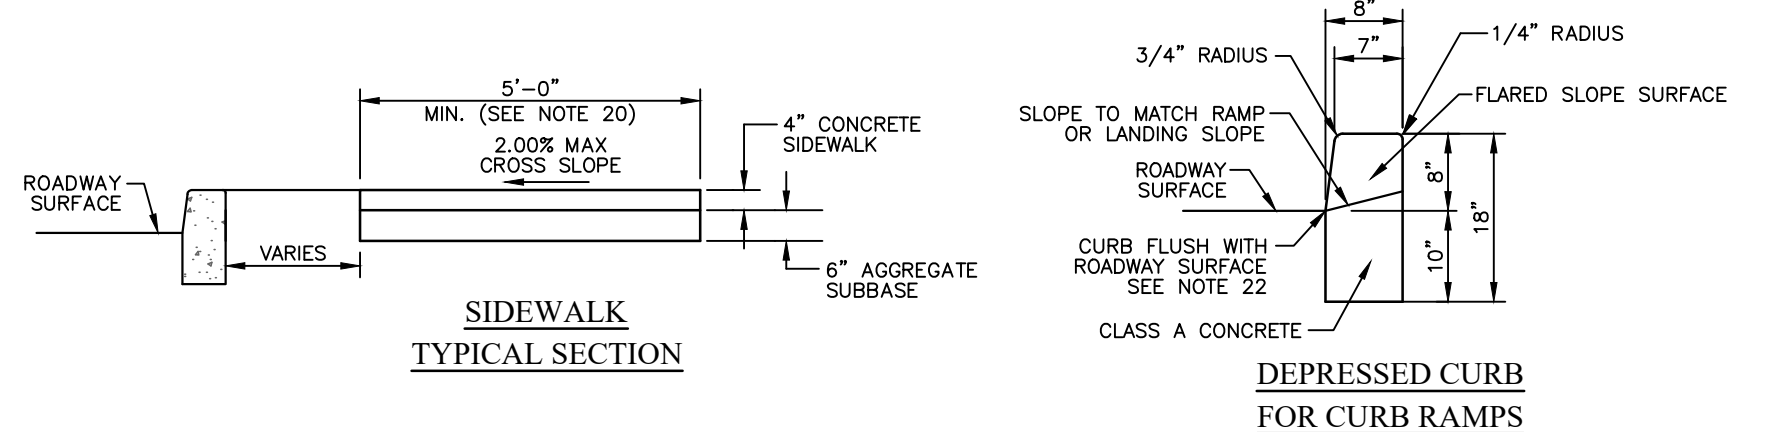 5'-0"
MIN. (SEE NOTE 20)
2.00% MAX
CROSS SLOPE
4" CONCRETE
SIDEWALK
ROADWAY
SURFACE
VARIES
6" AGGREGATE
SUBBASE
SIDEWALK
TYPICAL SECTION
8"
7"
3/4" RADIUS
1/4" RADIUS
FLARED SLOPE SURFACE
SLOPE TO MATCH RAMP
OR LANDING SLOPE
ROADWAY
SURFACE
8"
18"
10"
CURB FLUSH WITH
ROADWAY SURFACE
SEE NOTE 22
CLASS A CONCRETE
DEPRESSED CURB
FOR CURB RAMPS